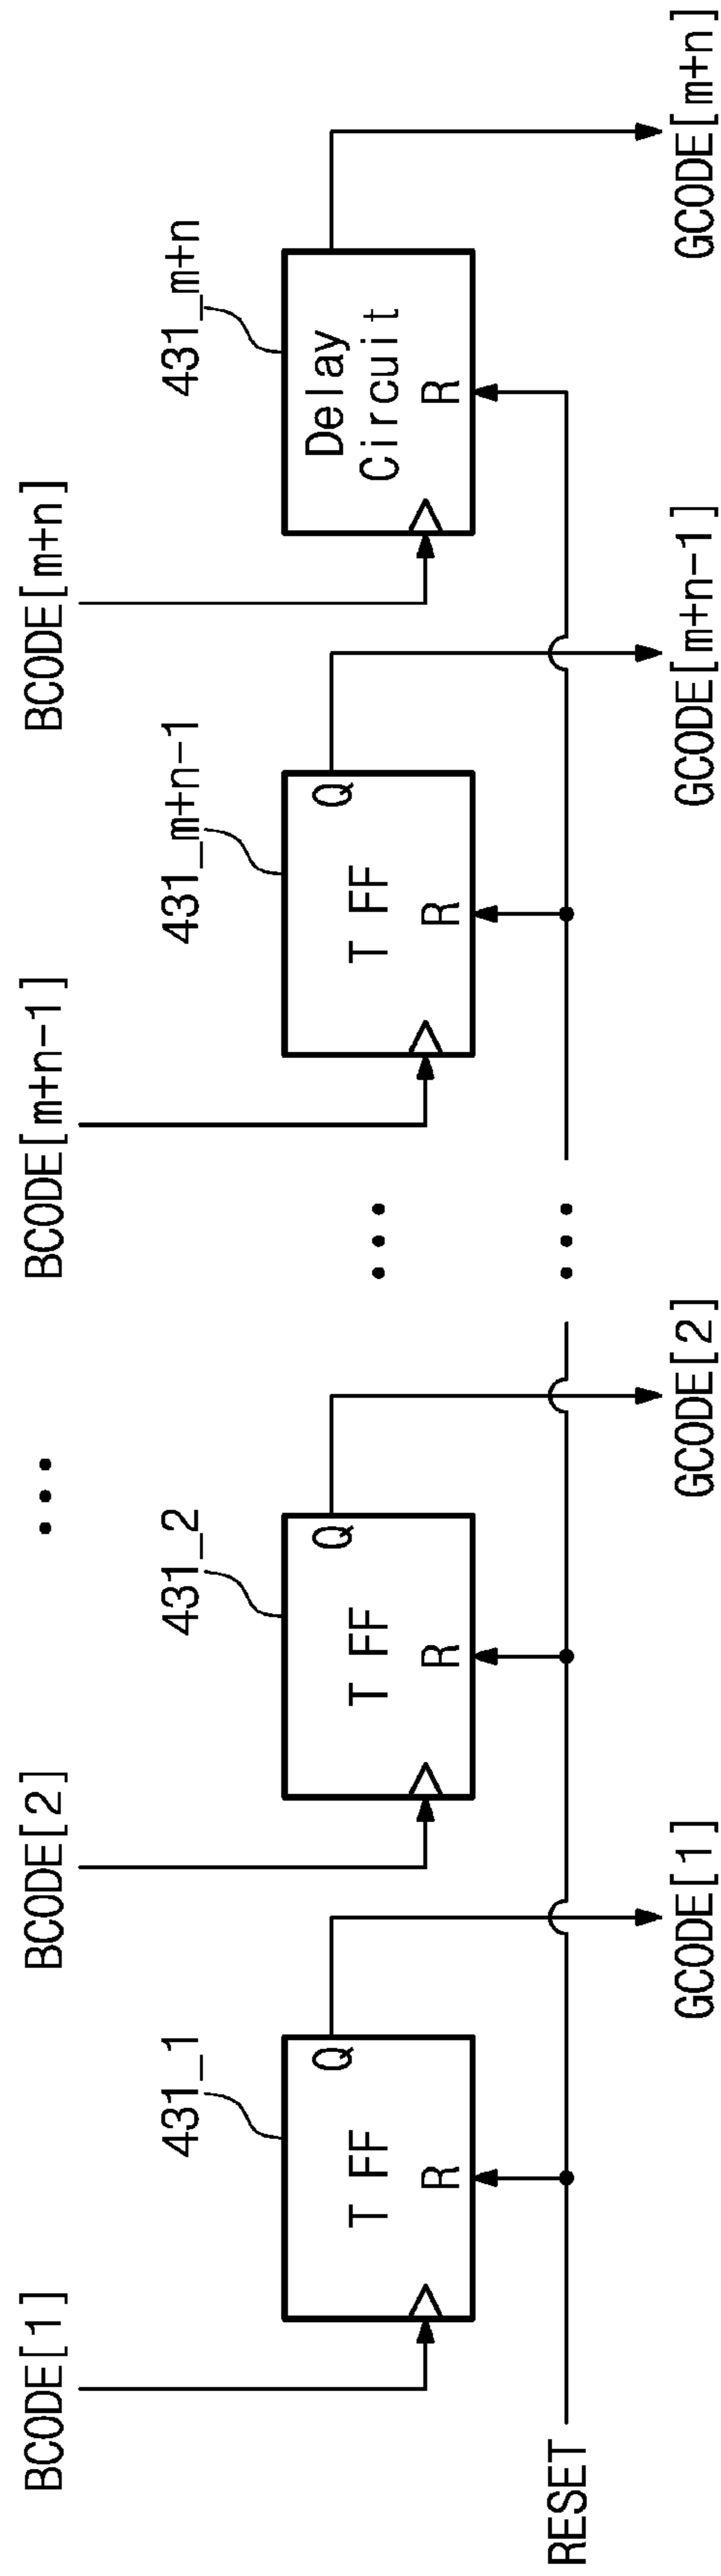 BCODE[1]
BCODE[2]
...
BCODE[m+n-1]
BCODE[m+n]
431_1
431_2
431_m+n-1
431_m+n
Q
T FF
R
Q
T FF
R
...
Q
T FF
R
Delay
Circuit
R
RESET
...
GCODE[1]
GCODE[2]
GCODE[m+n-1]
GCODE[m+n]